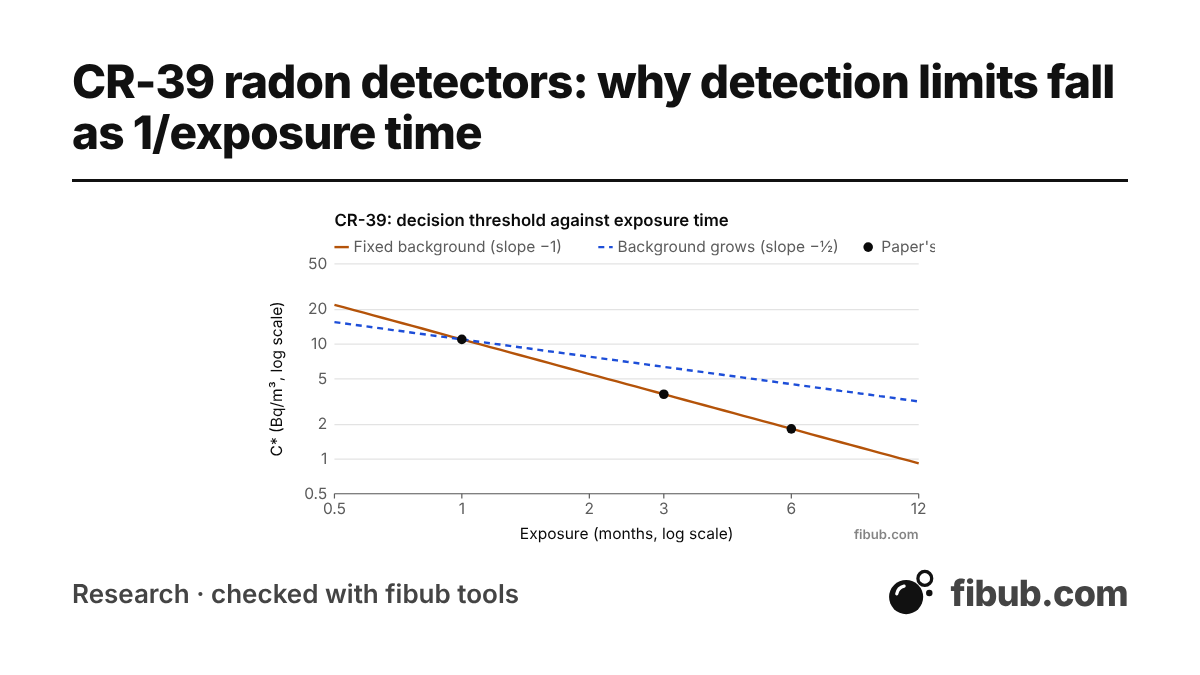 CR-39 radon detectors: why detection limits fall
as 1/exposure time
CR-39: decision threshold against exposure time
Fixed background (slope −1) Background grows (slope −½) Paper's
50
20
10
5
2
1
0.5
C* (Bq/m³, log scale)
0.5 1 2 3 6 12
Exposure (months, log scale)
fibub.com
Research · checked with fibub tools
fibub.com